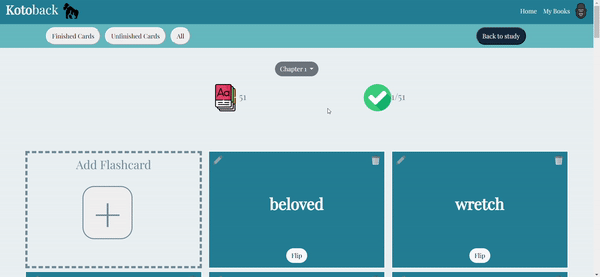 Kotoback
Home My Books
Finished Cards Unfinished Cards All Back to study
Chapter 1
Aa 51 1/51
Add Flashcard
beloved
wretch
Flip Flip